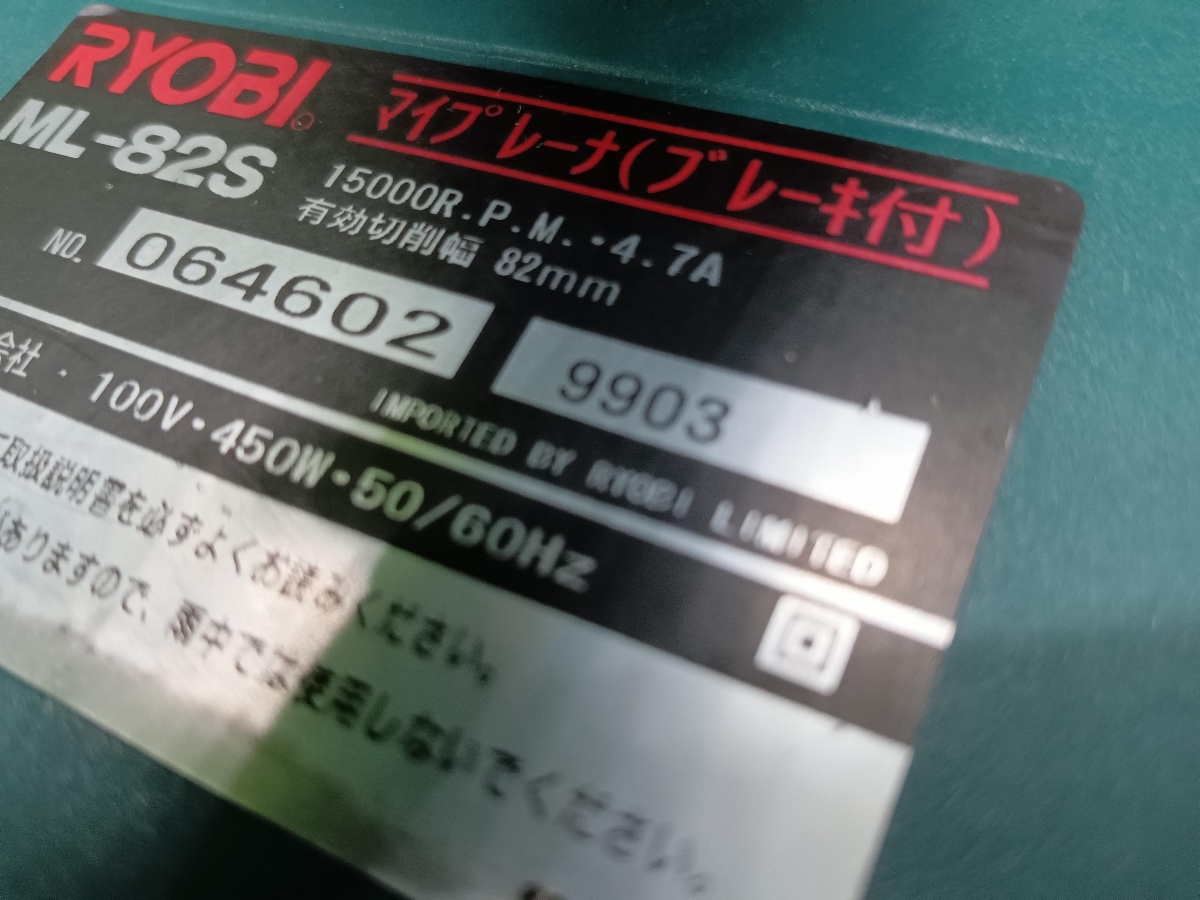 RYOBI
マイプレーナ(ブレーキ付)
ML-82S
15000R.P.M.・4.7A
有効切削幅 82mm
NO. 064602 9903
IMPORTED BY RYOBI LIMITED
会社・100V・450W・50/60Hz
取扱説明書を必ずよくお読みください。
がありますので、雨中では使用しないでください。